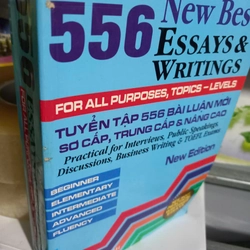 556 New Best
ESSAYS &
WRITINGS
FOR ALL PURPOSES, TOPICS - LEVELS
TUYỂN TẬP 556 BÀI LUẬN MỚI
SƠ CẤP, TRUNG CẤP & NÂNG CAO
Practical for Interviews, Public Speakings,
Discussions, Business Writing & TOEFL Exams
New Edition
BEGINNER
ELEMENTARY
INTERMEDIATE
ADVANCED
FLUENCY